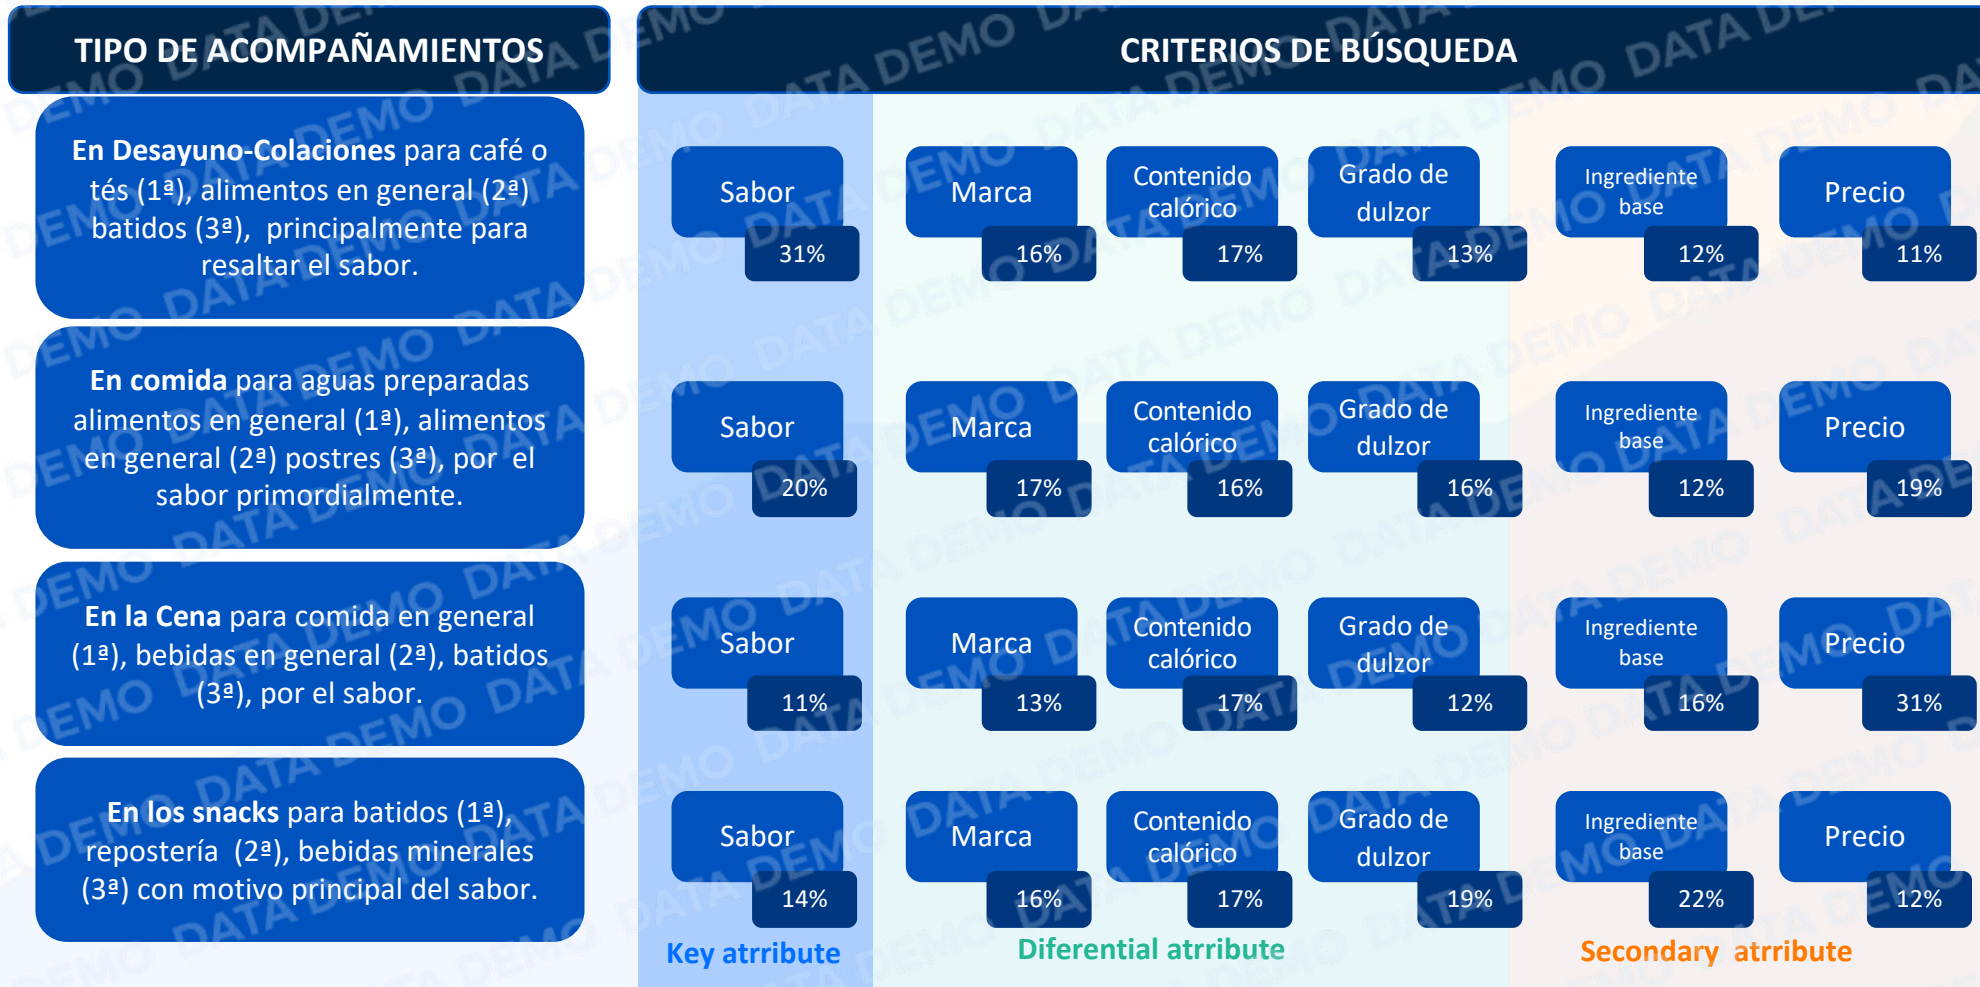 TIPO DE ACOMPAÑAMIENTOS
CRITERIOS DE BÚSQUEDA
En Desayuno-Colaciones para café o
tés (1ª), alimentos en general (2ª)
batidos (3ª), principalmente para
resaltar el sabor.
Sabor
31%
Marca
16%
Contenido
calórico
17%
Grado de
dulzor
13%
Ingrediente
base
12%
Precio
11%
En comida para aguas preparadas
alimentos en general (1ª), alimentos
en general (2ª) postres (3ª), por el
sabor primordialmente.
Sabor
20%
Marca
17%
Contenido
calórico
16%
Grado de
dulzor
16%
Ingrediente
base
12%
Precio
19%
En la Cena para comida en general
(1ª), bebidas en general (2ª), batidos
(3ª), por el sabor.
Sabor
11%
Marca
13%
Contenido
calórico
17%
Grado de
dulzor
12%
Ingrediente
base
16%
Precio
31%
En los snacks para batidos (1ª),
repostería (2ª), bebidas minerales
(3ª) con motivo principal del sabor.
Sabor
14%
Marca
16%
Contenido
calórico
17%
Grado de
dulzor
19%
Ingrediente
base
22%
Precio
12%
Key atrribute
Diferential atrribute
Secondary atrribute
DATA DEMO DATA DEMO DATA DEMO